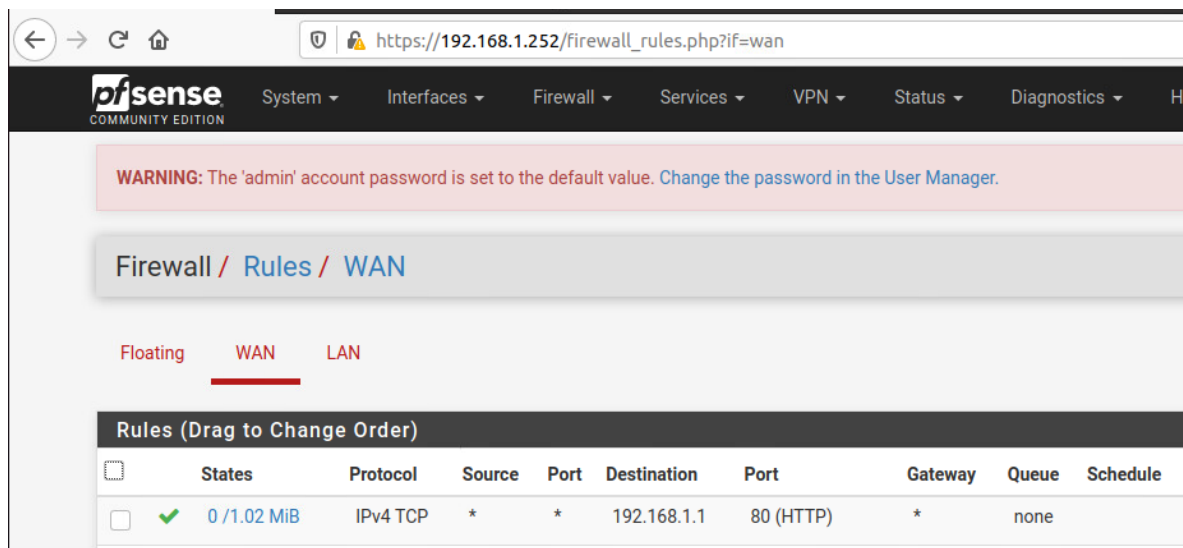 https://192.168.1.252/firewall_rules.php?if=wan
pfsense System Interfaces Firewall Services VPN Status Diagnostics H
COMMUNITY EDITION
WARNING: The 'admin' account password is set to the default value. Change the password in the User Manager.
Firewall / Rules / WAN
Floating WAN LAN
Rules (Drag to Change Order)
States Protocol Source Port Destination Port Gateway Queue Schedule
0 /1.02 MiB IPv4 TCP * * 192.168.1.1 80 (HTTP) * none